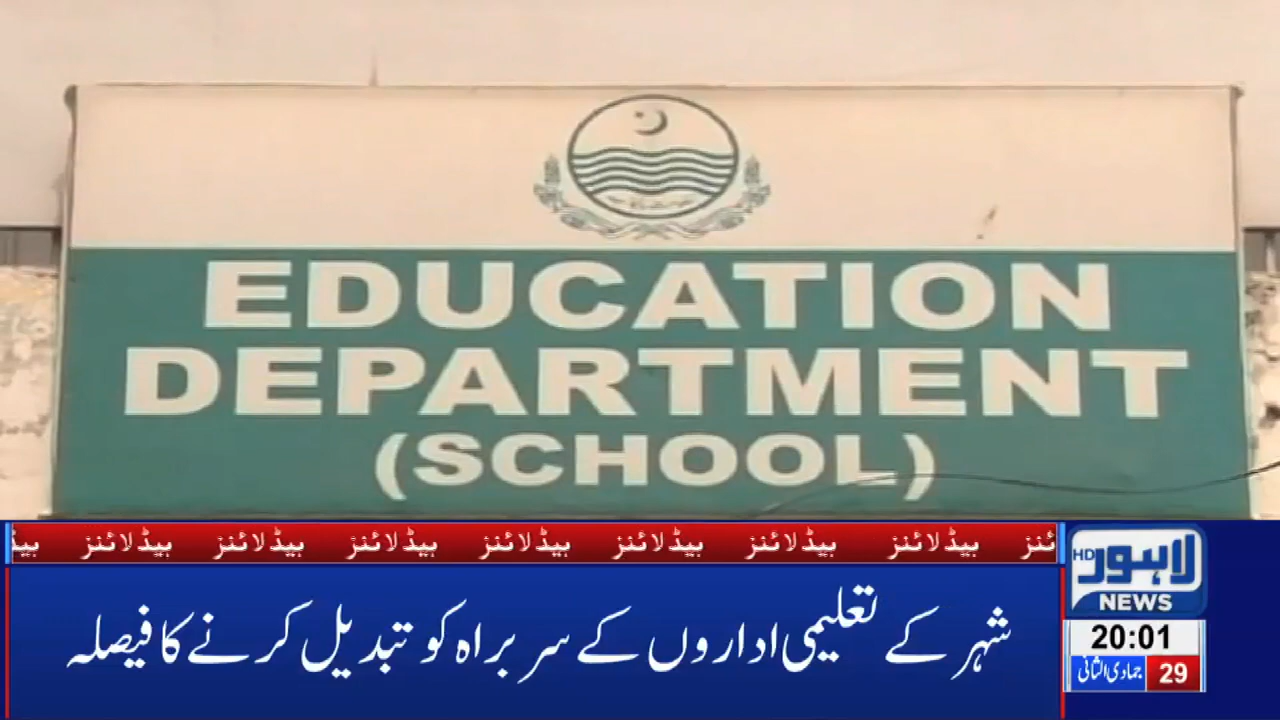 EDUCATION
DEPARTMENT
(SCHOOL)
ہیڈلائنز ہیڈلائنز ہیڈلائنز ہیڈلائنز ہیڈلائنز ہیڈلائنز ہیڈلائنز
شہر کے تعلیمی اداروں کے سربراہ کو تبدیل کرنے کا فیصلہ
لاہور HD
NEWS
20:01
29 جمادی الثانی